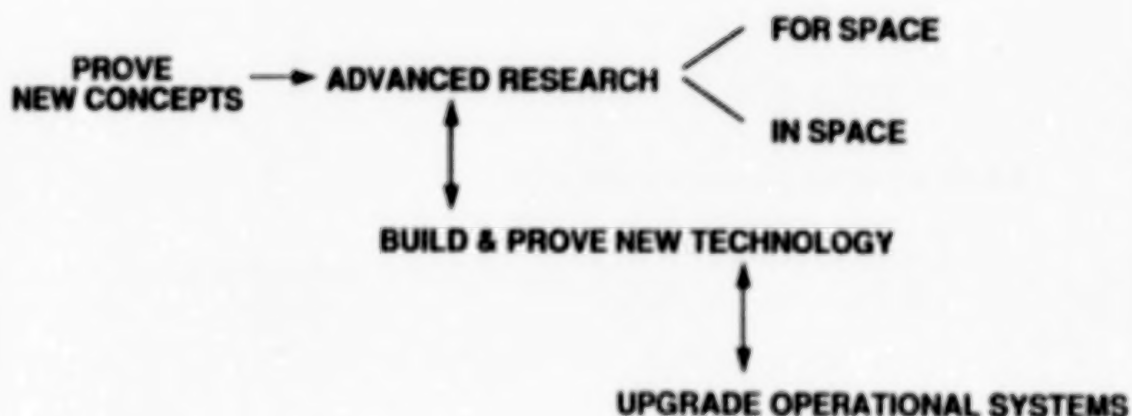 FOR SPACE
PROVE
NEW CONCEPTS
ADVANCED RESEARCH
IN SPACE
BUILD & PROVE NEW TECHNOLOGY
UPGRADE OPERATIONAL SYSTEMS